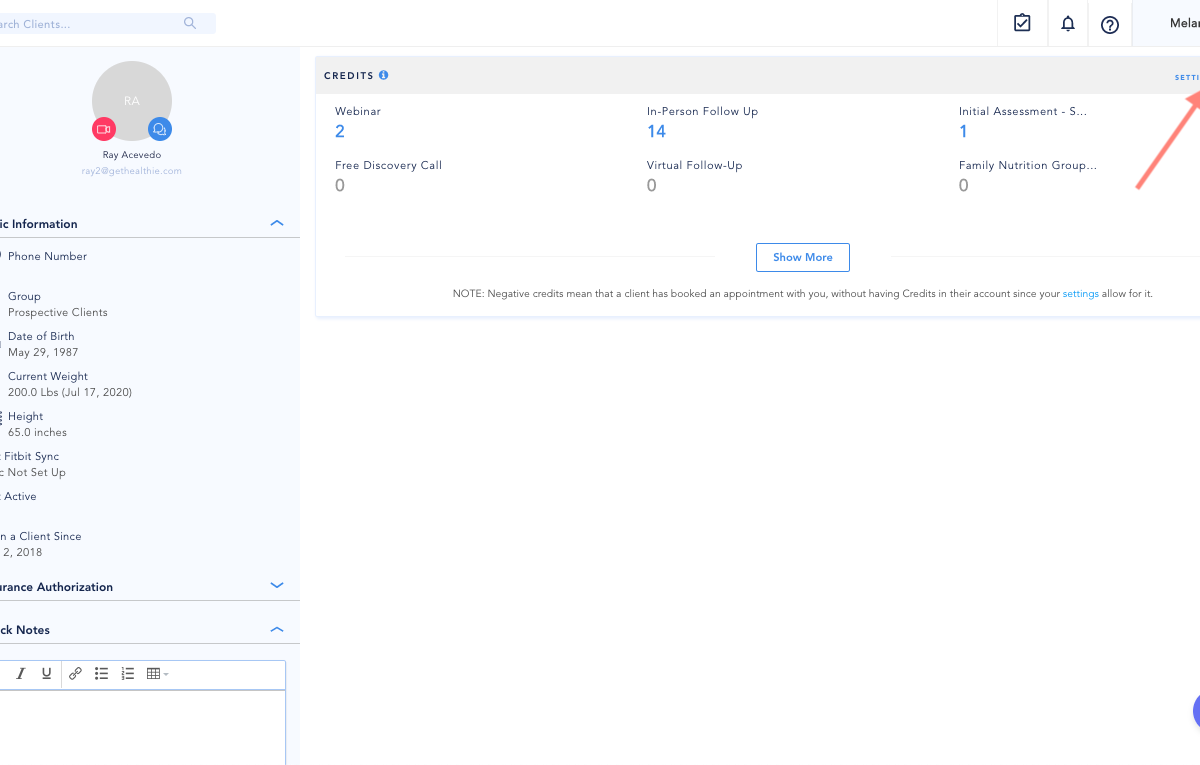 arch Clients...
Melan
RA
Ray Acevedo
ray2@gethealthie.com
ic Information
Phone Number
Group
Prospective Clients
Date of Birth
May 29, 1987
Current Weight
200.0 Lbs (Jul 17, 2020)
Height
65.0 inches
t Fitbit Sync
c Not Set Up
t Active
n a Client Since
2, 2018
urance Authorization
ck Notes
I U
CREDITS
SETTI
Webinar
2
In-Person Follow Up
14
Initial Assessment - S...
1
Free Discovery Call
0
Virtual Follow-Up
0
Family Nutrition Group...
0
Show More
NOTE: Negative credits mean that a client has booked an appointment with you, without having Credits in their account since your settings allow for it.